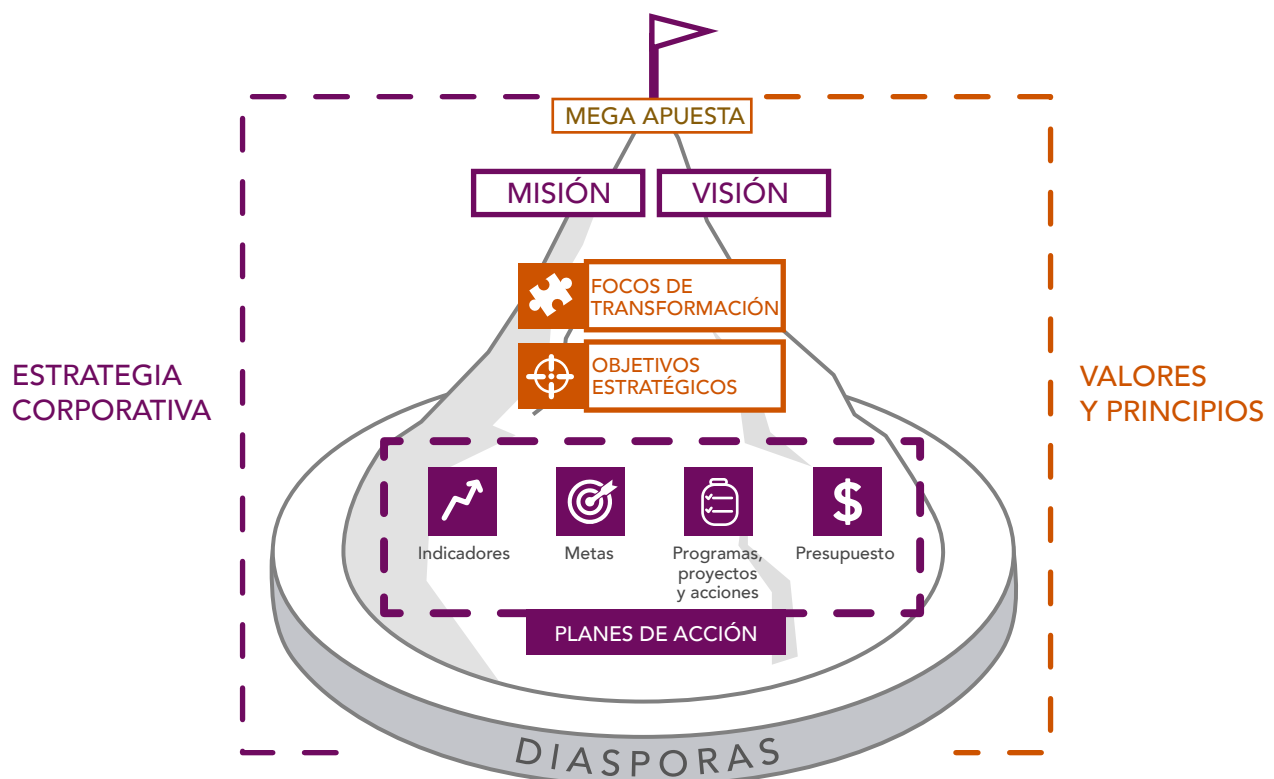 MEGA APUESTA
MISIÓN
VISIÓN
FOCOS DE
TRANSFORMACIÓN
OBJETIVOS
ESTRATÉGICOS
ESTRATEGIA
CORPORATIVA
VALORES
Y PRINCIPIOS
$
Indicadores
Metas
Programas,
proyectos
y acciones
Presupuesto
PLANES DE ACCIÓN
DIASPORAS